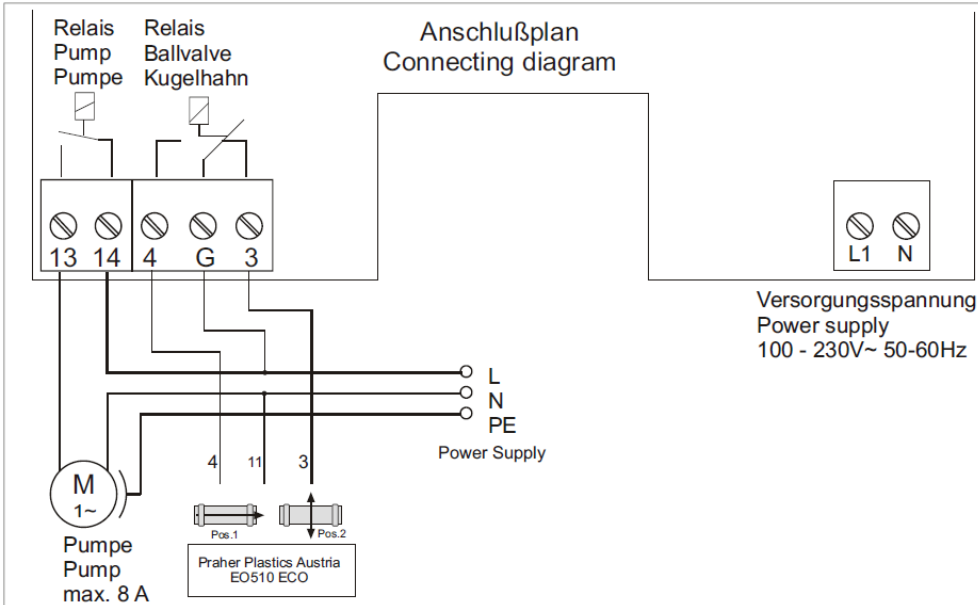 Relais
Pump
Pumpe
Relais
Ballvalve
Kugelhahn
Anschlußplan
Connecting diagram
13 14 4 G 3
L1 N
Versorgungsspannung
Power supply
100 - 230V~ 50-60Hz
L
N
PE
Power Supply
4 11 3
M
1~
Pos.1 Pos.2
Pumpe
Pump
max. 8 A
Praher Plastics Austria
EO510 ECO